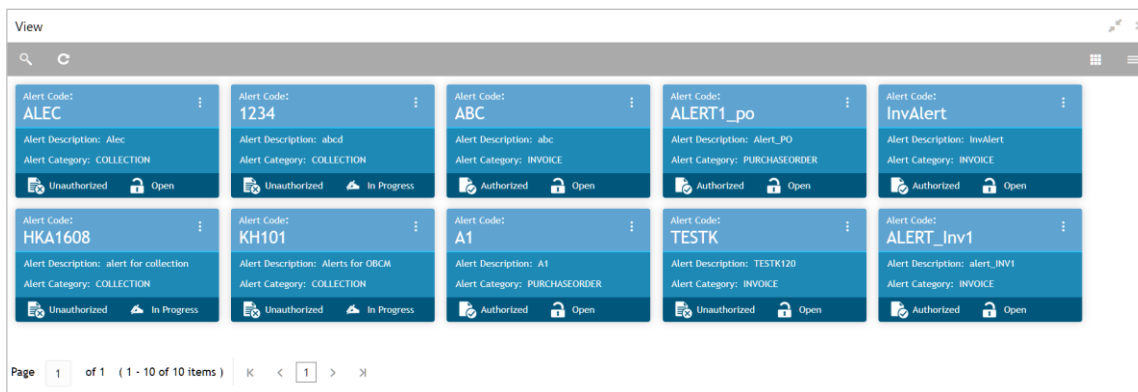 View
Alert Code:
ALEC
Alert Description: Alec
Alert Category: COLLECTION
Unauthorized Open
Alert Code:
1234
Alert Description: abcd
Alert Category: COLLECTION
Unauthorized In Progress
Alert Code:
ABC
Alert Description: abc
Alert Category: INVOICE
Authorized Open
Alert Code:
ALERT1_po
Alert Description: Alert_PO
Alert Category: PURCHASEORDER
Authorized Open
Alert Code:
InvAlert
Alert Description: InvAlert
Alert Category: INVOICE
Authorized Open
Alert Code:
HKA1608
Alert Description: alert for collection
Alert Category: COLLECTION
Unauthorized In Progress
Alert Code:
KH101
Alert Description: Alerts for OBCM
Alert Category: COLLECTION
Unauthorized In Progress
Alert Code:
A1
Alert Description: A1
Alert Category: PURCHASEORDER
Authorized Open
Alert Code:
TESTK
Alert Description: TESTK120
Alert Category: INVOICE
Unauthorized Open
Alert Code:
ALERT_Inv1
Alert Description: alert_INV1
Alert Category: INVOICE
Authorized Open
Page 1 of 1 ( 1 - 10 of 10 items ) 1